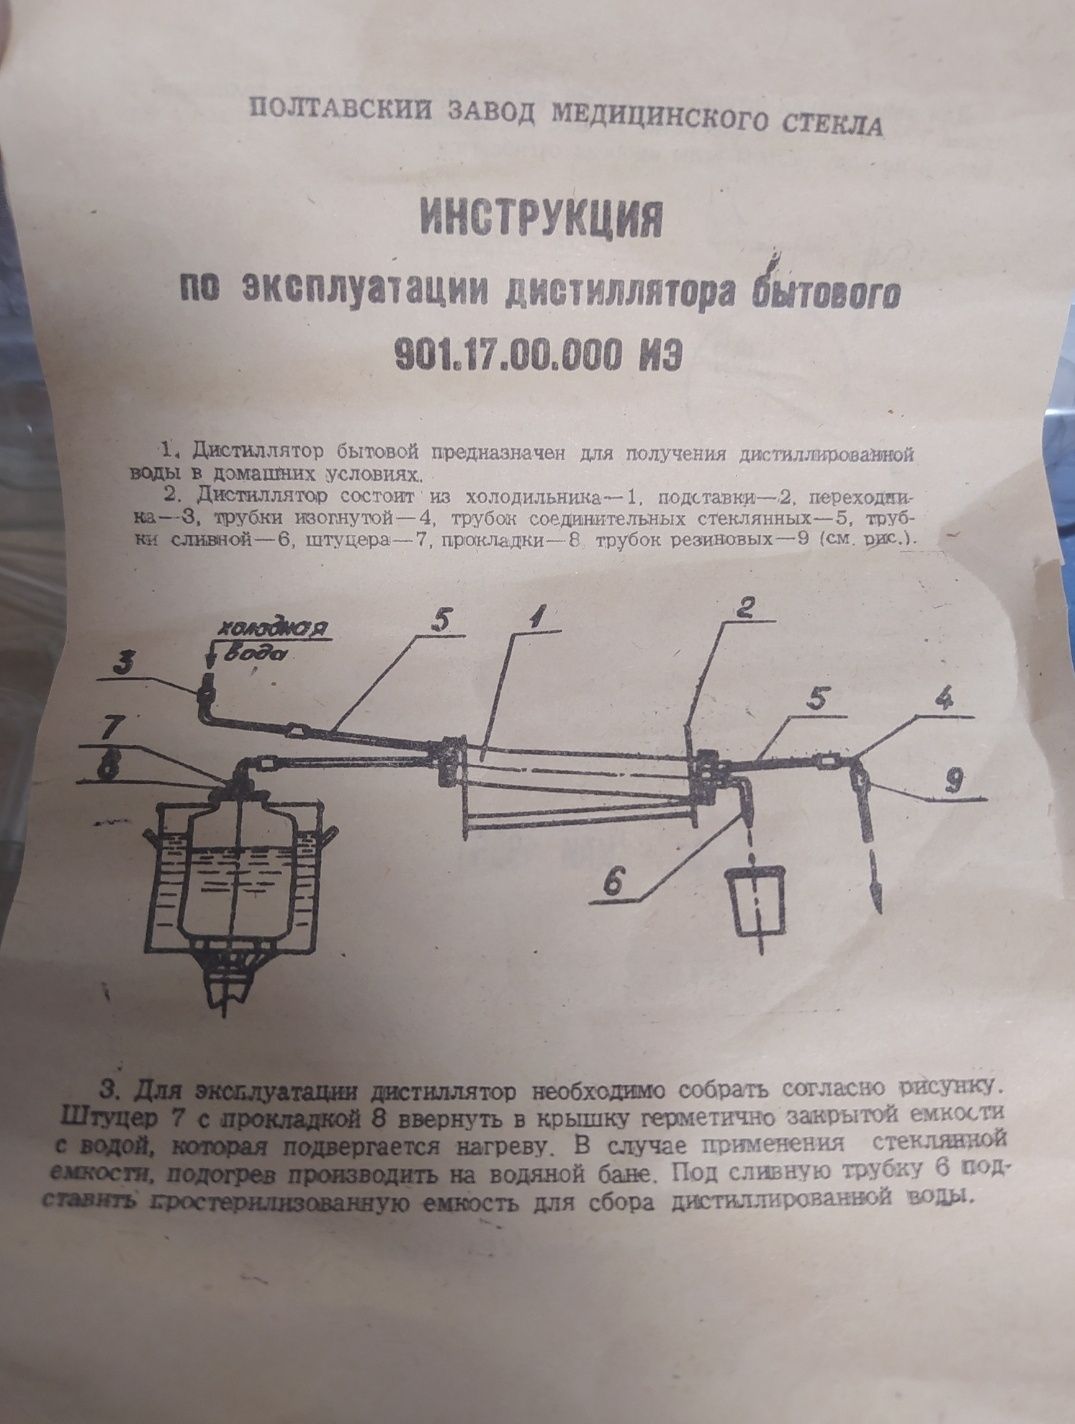 ПОЛТАВСКИЙ ЗАВОД МЕДИЦИНСКОГО СТЕКЛА
ИНСТРУКЦИЯ
по эксплуатации дистиллятора бытового
901.17.00.000 ИЭ
1. Дистиллятор бытовой предназначен для получения дистиллированной
воды в домашних условиях.
2. Дистиллятор состоит из холодильника—1, подставки—2, переходни-
ка—3, трубки изогнутой—4, трубок соединительных стеклянных—5, труб-
ки сливной—6, штуцера—7, прокладки—8 трубок резиновых—9 (см. рис.).
холодная
вода
3
5
1
2
7
8
5
4
9
6
3. Для эксплуатации дистиллятор необходимо собрать согласно рисунку.
Штуцер 7 с прокладкой 8 ввернуть в крышку герметично закрытой емкости
с водой, которая подвергается нагреву. В случае применения стеклянной
емкости, подогрев производить на водяной бане. Под сливную трубку 6 под-
ставить простерилизованную емкость для сбора дистиллированной воды.